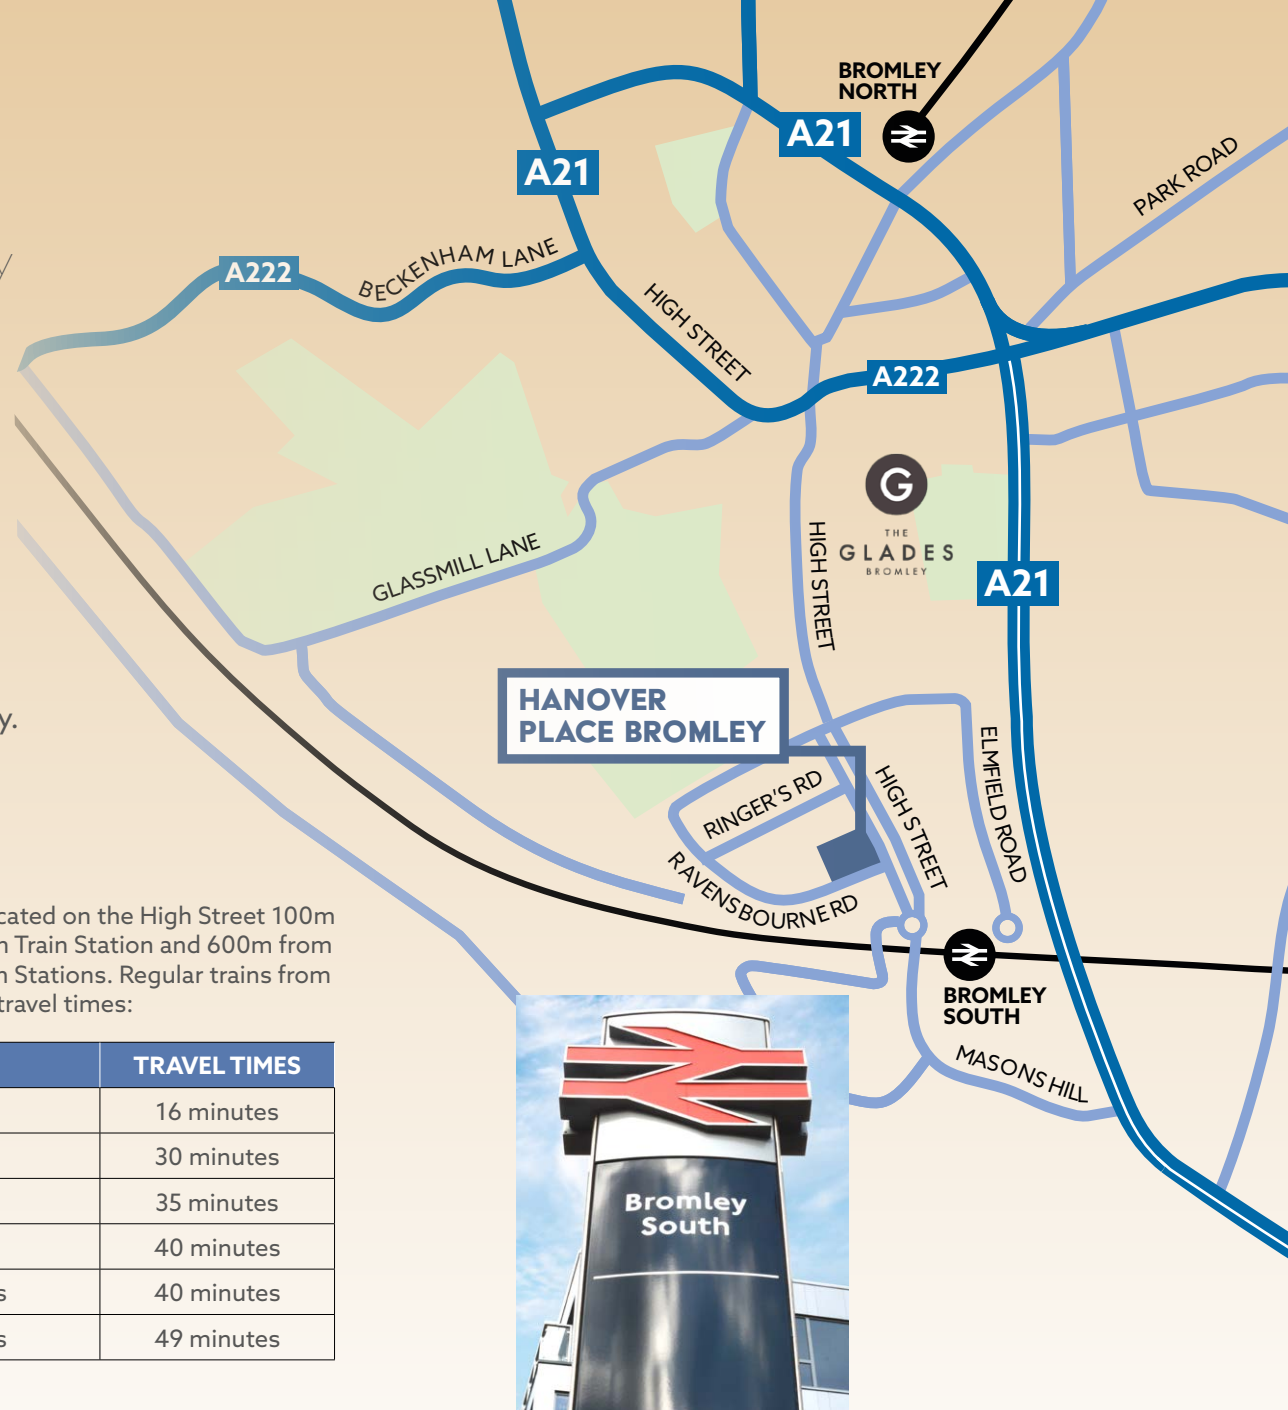 BROMLEY
NORTH
A21
A21
PARK ROAD
A222
BECKENHAM LANE
HIGH STREET
A222
G
THE
GLADES
BROMLEY
HIGH STREET
GLASSMILL LANE
A21
HANOVER
PLACE BROMLEY
y.
RINGER'S RD
HIGH STREET
ELMFIELD ROAD
RAVENSBOURNE RD
BROMLEY
SOUTH
MASONS HILL
cated on the High Street 100m
n Train Station and 600m from
n Stations. Regular trains from
travel times:
TRAVEL TIMES
16 minutes
30 minutes
35 minutes
40 minutes
s 40 minutes
s 49 minutes
Bromley
South